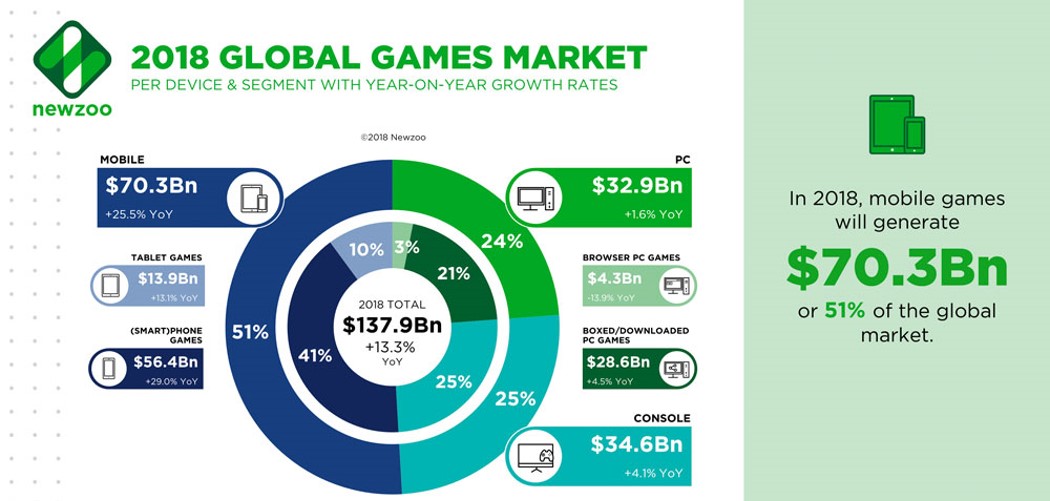 newzoo
2018 GLOBAL GAMES MARKET
PER DEVICE & SEGMENT WITH YEAR-ON-YEAR GROWTH RATES
©2018 Newzoo
MOBILE
$70.3Bn
+25.5% YoY
TABLET GAMES
$13.9Bn
+13.1% YoY
(SMART)PHONE
GAMES
$56.4Bn
+29.0% YoY
51%
10%
3%
24%
21%
41%
25%
25%
2018 TOTAL
$137.9Bn
+13.3%
YoY
PC
$32.9Bn
+1.6% YoY
BROWSER PC GAMES
$4.3Bn
-13.9% YoY
BOXED/DOWNLOADED
PC GAMES
$28.6Bn
+4.5% YoY
CONSOLE
$34.6Bn
+4.1% YoY
In 2018, mobile games
will generate
$70.3Bn
or 51% of the global
market.